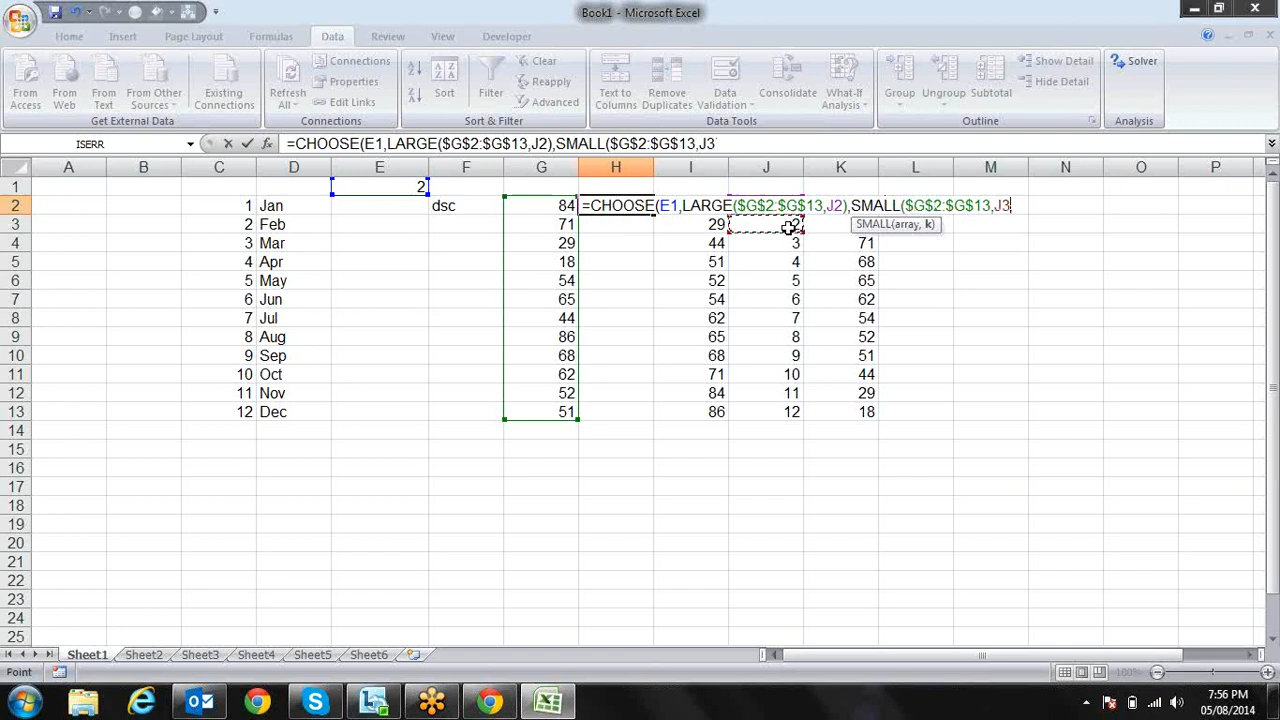 Book1 - Microsoft Excel
Home Insert Page Layout Formulas Data Review View Developer
From Access From Web From Text From Other Sources Existing Connections Refresh All Connections Properties Edit Links Sort Filter Clear Reapply Advanced Text to Columns Remove Duplicates Data Validation Consolidate What-If Analysis Group Ungroup Subtotal Show Detail Hide Detail Solver
Get External Data Connections Sort & Filter Data Tools Outline Analysis
ISERR =CHOOSE(E1,LARGE($G$2:$G$13,J2),SMALL($G$2:$G$13,J3
A B C D E F G H I J K L M N O P
1 2
2 1 Jan dsc 84 =CHOOSE(E1,LARGE($G$2:$G$13,J2),SMALL($G$2:$G$13,J3
3 2 Feb 71 29 2 SMALL(array, k)
4 3 Mar 29 44 3 71
5 4 Apr 18 51 4 68
6 5 May 54 52 5 65
7 6 Jun 65 54 6 62
8 7 Jul 44 62 7 54
9 8 Aug 86 65 8 52
10 9 Sep 68 68 9 51
11 10 Oct 62 71 10 44
12 11 Nov 52 84 11 29
13 12 Dec 51 86 12 18
14
15
16
17
18
19
20
21
22
23
24
25
Sheet1 Sheet2 Sheet3 Sheet4 Sheet5 Sheet6
Point 100%
7:56 PM
05/08/2014